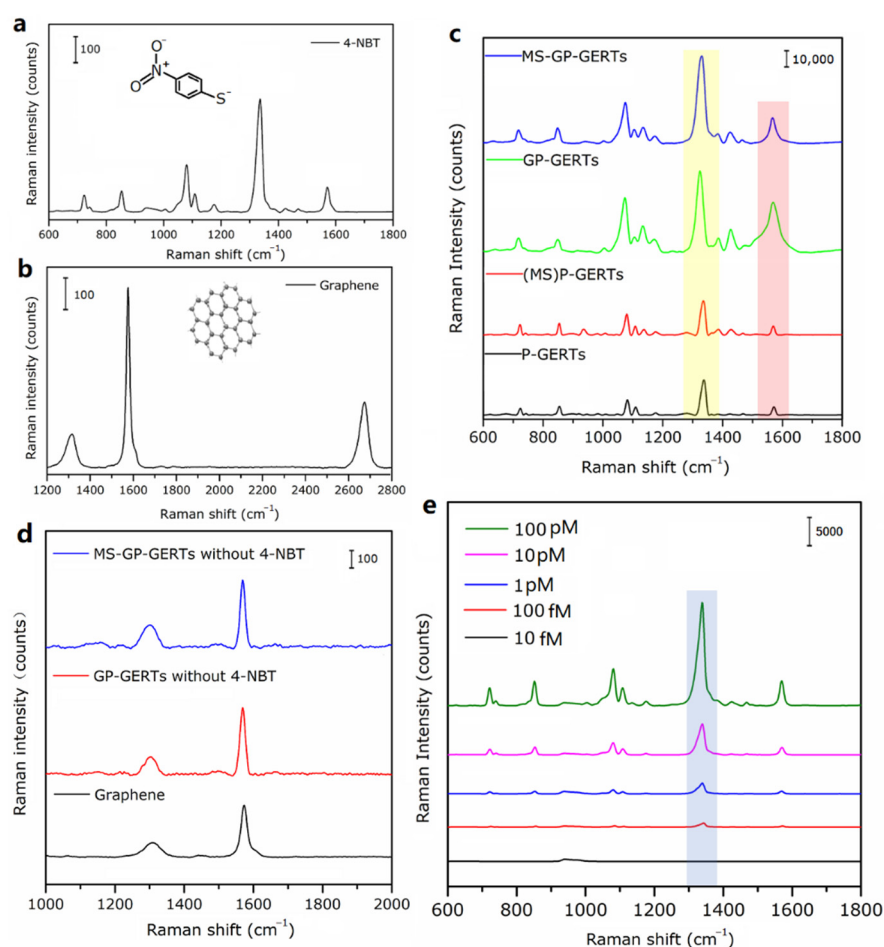 a
100
4-NBT
O⁻
N⁺
O
S⁻
Raman intensity (counts)
600 800 1000 1200 1400 1600 1800
Raman shift (cm⁻¹)
b
100
Graphene
Raman intensity (counts)
1200 1400 1600 1800 2000 2200 2400 2600 2800
Raman shift (cm⁻¹)
c
MS-GP-GERTs
10,000
GP-GERTs
(MS)P-GERTs
P-GERTs
Raman Intensity (counts)
600 800 1000 1200 1400 1600 1800
Raman shift (cm⁻¹)
d
MS-GP-GERTs without 4-NBT
100
GP-GERTs without 4-NBT
Graphene
Raman intensity (counts)
1000 1200 1400 1600 1800 2000
Raman shift (cm⁻¹)
e
100 pM
5000
10 pM
1 pM
100 fM
10 fM
Raman Intensity (counts)
600 800 1000 1200 1400 1600 1800
Raman shift (cm⁻¹)